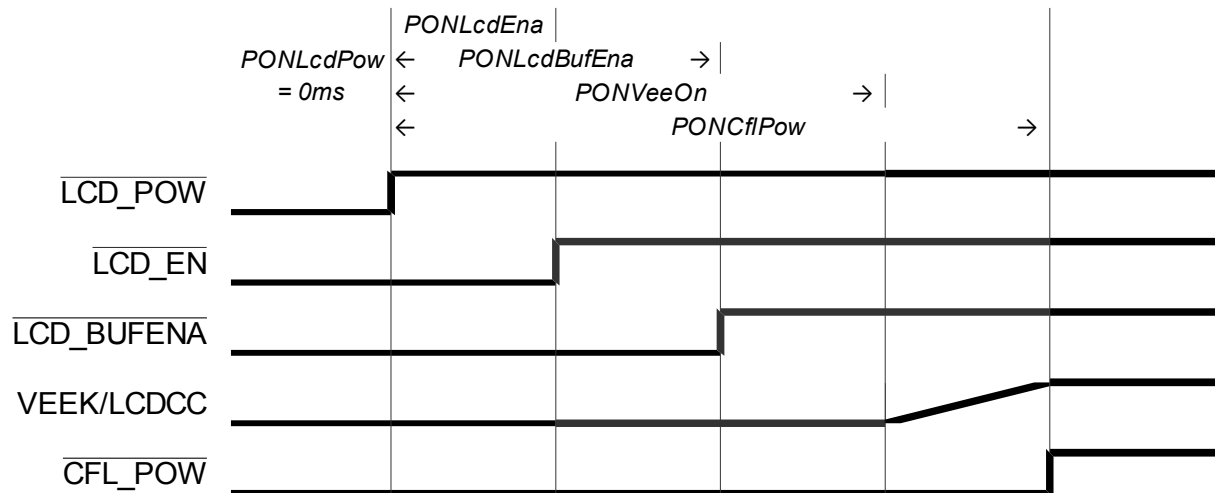 PONLcdEna
PONLcdPow ← PONLcdBufEna →
= 0ms ← PONVeeOn →
← PONCflPow →
LCD_POW
LCD_EN
LCD_BUFENA
VEEK/LCDCC
CFL_POW